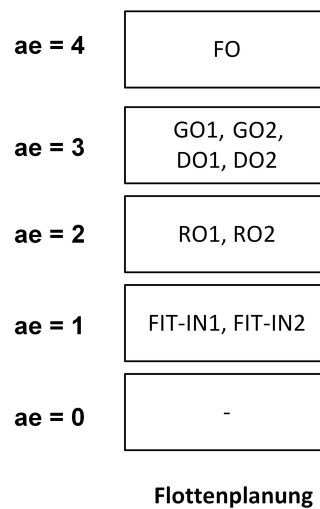 ae = 4
FO
ae = 3
GO1, GO2,
DO1, DO2
ae = 2
RO1, RO2
ae = 1
FIT-IN1, FIT-IN2
ae = 0
-
Flottenplanung